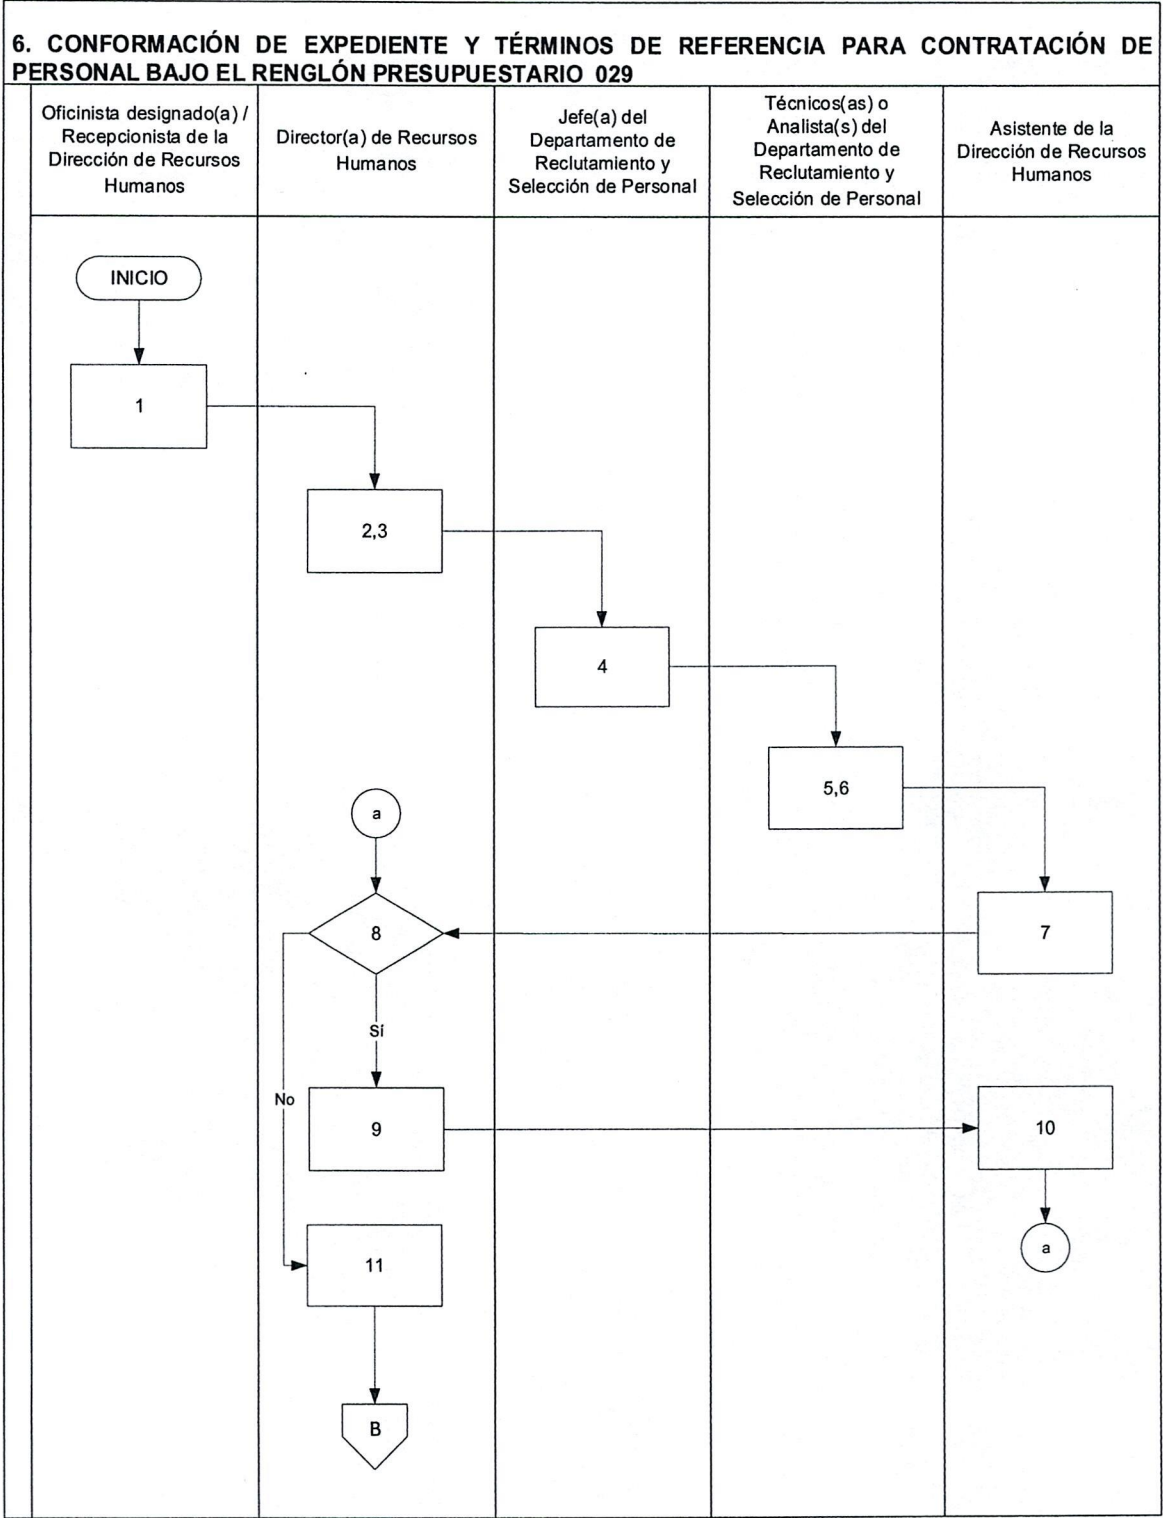 6. CONFORMACIÓN DE EXPEDIENTE Y TÉRMINOS DE REFERENCIA PARA CONTRATACIÓN DE
PERSONAL BAJO EL RENGLÓN PRESUPUESTARIO 029
Oficinista designado(a) /
Recepcionista de la
Dirección de Recursos
Humanos
Director(a) de Recursos
Humanos
Jefe(a) del
Departamento de
Reclutamiento y
Selección de Personal
Técnicos(as) o
Analista(s) del
Departamento de
Reclutamiento y
Selección de Personal
Asistente de la
Dirección de Recursos
Humanos
INICIO
1
2,3
4
5,6
a
7
8
Sí
No
9
10
a
11
B